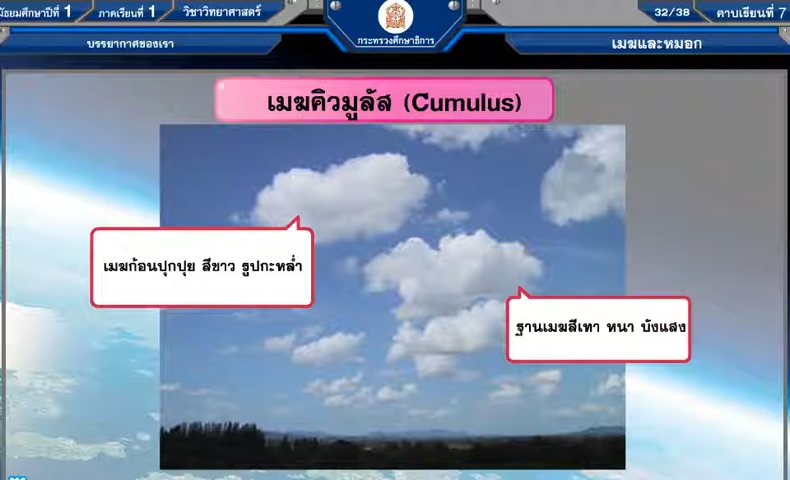 มัธยมศึกษาปีที่ 1
ภาคเรียนที่ 1
วิชาวิทยาศาสตร์
32/38
คาบเรียนที่ 7
บรรยากาศของเรา
กระทรวงศึกษาธิการ
เมฆและหมอก
เมฆคิวมูลัส (Cumulus)
เมฆก้อนปุกปุย สีขาว รูปกะหล่ำ
ฐานเมฆสีเทา หนา บังแสง